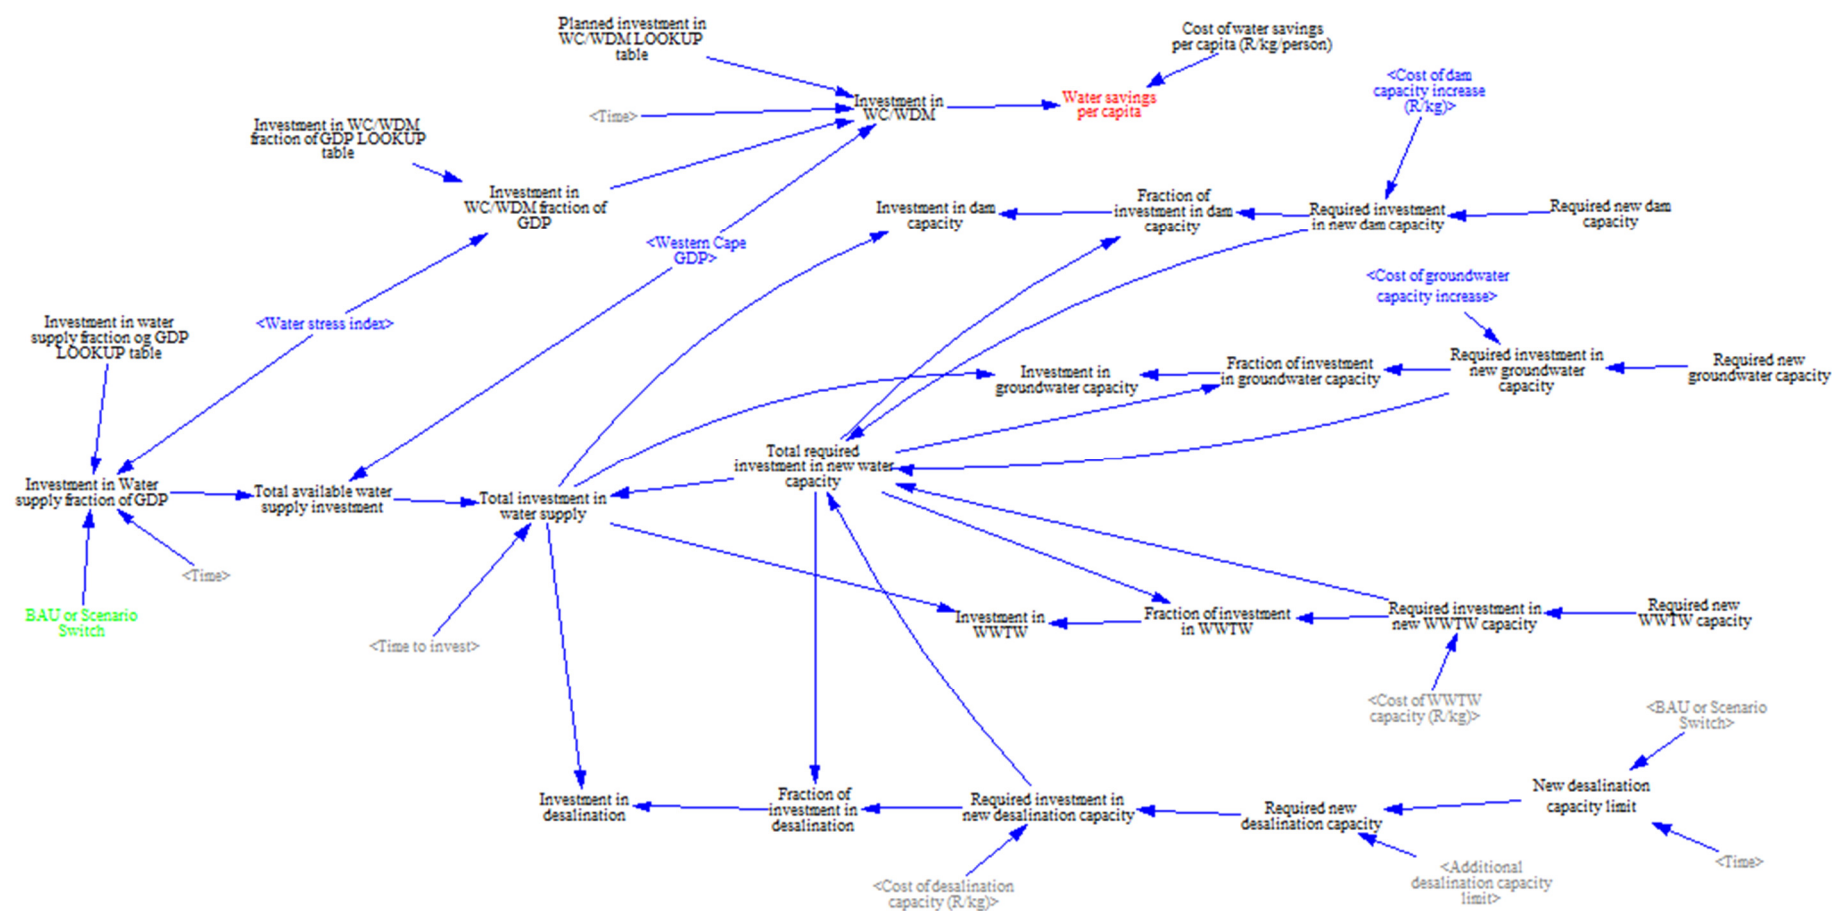 Planned investment in
WC/WDM LOOKUP
table
Cost of water savings
per capita (R/kg/person)
<Cost of dam
capacity increase
(R/kg)>
<Time>
Investment in
WC/WDM
Water savings
per capita
Investment in WC/WDM
fraction of GDP LOOKUP
table
Investment in
WC/WDM fraction of
GDP
<Western Cape
GDP>
Investment in dam
capacity
Fraction of
investment in dam
capacity
Required investment
in new dam capacity
Required new dam
capacity
<Cost of groundwater
capacity increase>
Investment in water
supply fraction og GDP
LOOKUP table
<Water stress index>
Investment in
groundwater capacity
Fraction of investment
in groundwater capacity
Required investment in
new groundwater
capacity
Required new
groundwater capacity
Investment in Water
supply fraction of GDP
Total available water
supply investment
Total investment in
water supply
Total required
investment in new water
capacity
<Time>
BAU or Scenario
Switch
<Time to invest>
Investment in
WWTW
Fraction of investment
in WWTW
Required investment in
new WWTW capacity
Required new
WWTW capacity
<Cost of WWTW
capacity (R/kg)>
<BAU or Scenario
Switch>
Investment in
desalination
Fraction of
investment in
desalination
Required investment in
new desalination capacity
Required new
desalination capacity
New desalination
capacity limit
<Cost of desalination
capacity (R/kg)>
<Additional
desalination capacity
limit>
<Time>